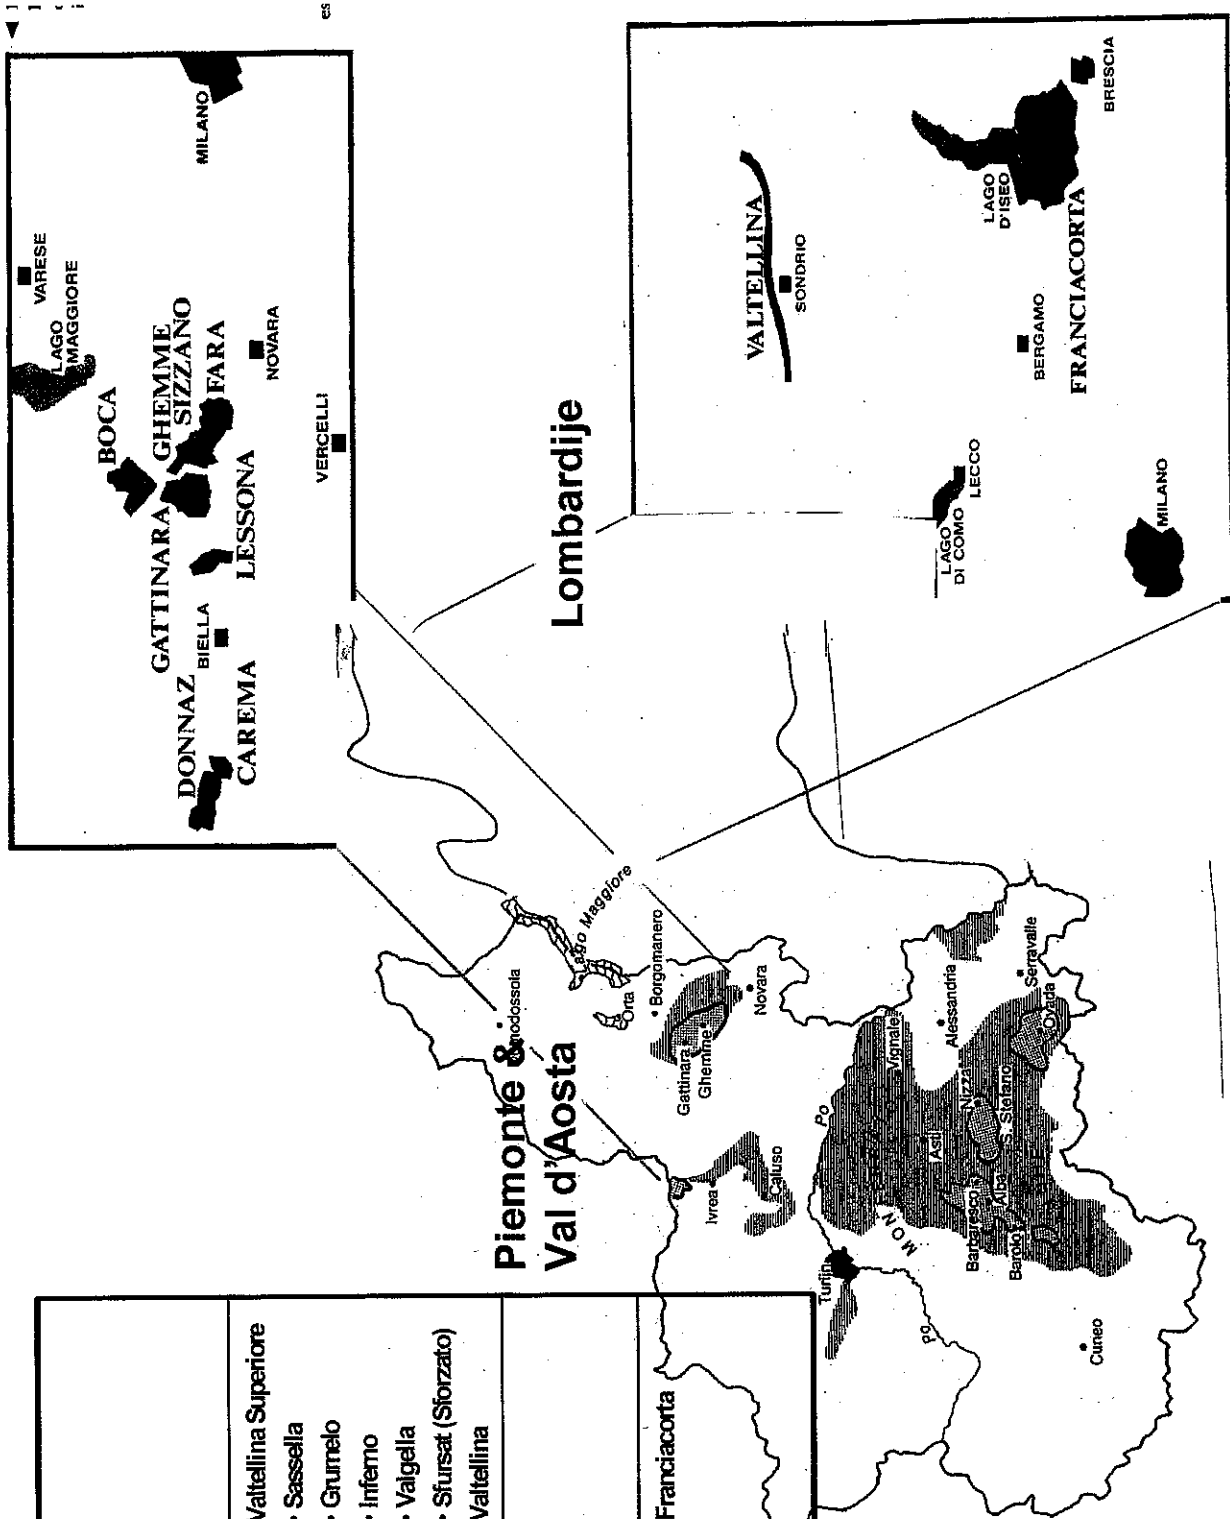 Valtellina Superiore
• Sassella
• Grumelo
• Inferno
• Valgella
• Sfursat (Sforzato)
Valtellina
Franciacorta
Piemonte &
Val d'Aosta
Lombardije
DONNAZ
CAREMA
BIELLA
GATTINARA
LESSONA
BOCA
GHEMME
SIZZANO
FARA
LAGO
MAGGIORE
VARESE
NOVARA
VERCELLI
MILANO
es
VALTELLINA
SONDRIO
LAGO
DI COMO
LECCO
BERGAMO
LAGO
D'ISEO
FRANCIACORTA
BRESCIA
MILANO
Lago Maggiore
Orta
Borgomanero
Gattinara
Ghemme
Novara
Ivrea
Caluso
Turijn
Po
Po
MON
Vignale
Asti
Alessandria
Nizza
S. Stefano
Serravalle
Ovada
Barbaresco
Alba
Barolo
Cuneo